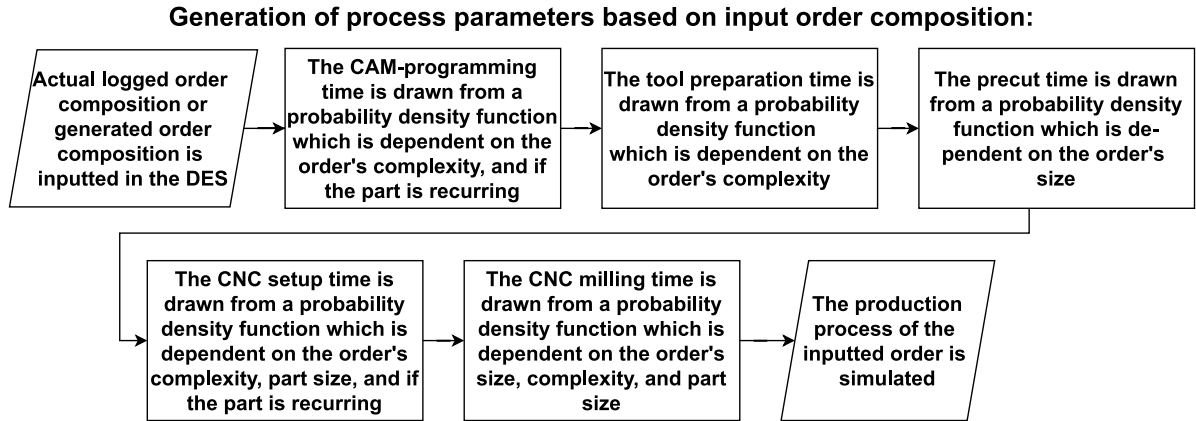 Generation of process parameters based on input order composition:
Actual logged order
composition or
generated order
composition is
inputted in the DES
The CAM-programming
time is drawn from a
probability density function
which is dependent on the
order's complexity, and if
the part is recurring
The tool preparation time is
drawn from a probability
density function
which is dependent on the
order's complexity
The precut time is drawn
from a probability density
function which is de-
pendent on the order's
size
The CNC setup time is
drawn from a probability
density function which is
dependent on the order's
complexity, part size, and if
the part is recurring
The CNC milling time is
drawn from a probability
density function which is
dependent on the order's
size, complexity, and part
size
The production
process of the
inputted order is
simulated